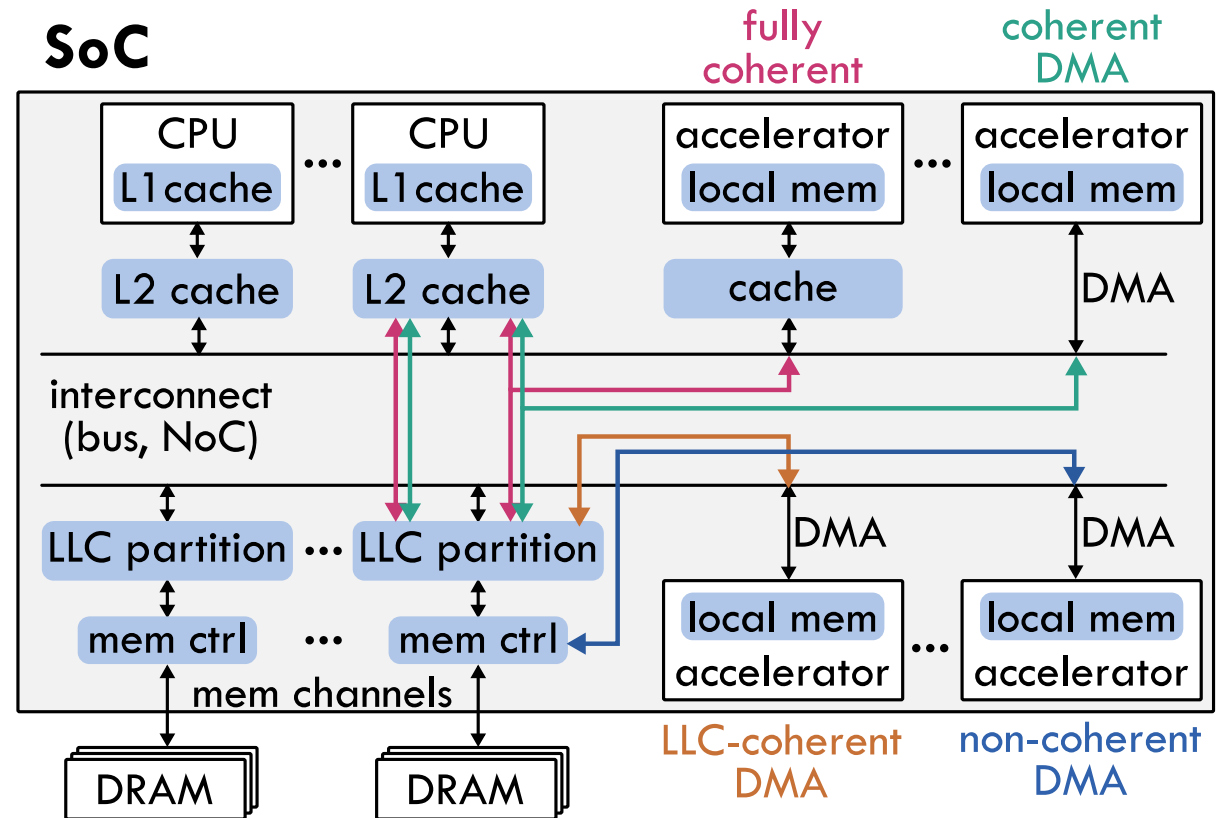 SoC
fully
coherent
coherent
DMA
CPU
L1cache
...
CPU
L1cache
accelerator
local mem
...
accelerator
local mem
L2 cache
L2 cache
cache
DMA
interconnect
(bus, NoC)
LLC partition
...
LLC partition
DMA
DMA
mem ctrl
...
mem ctrl
local mem
accelerator
...
local mem
accelerator
mem channels
LLC-coherent
DMA
non-coherent
DMA
DRAM
DRAM